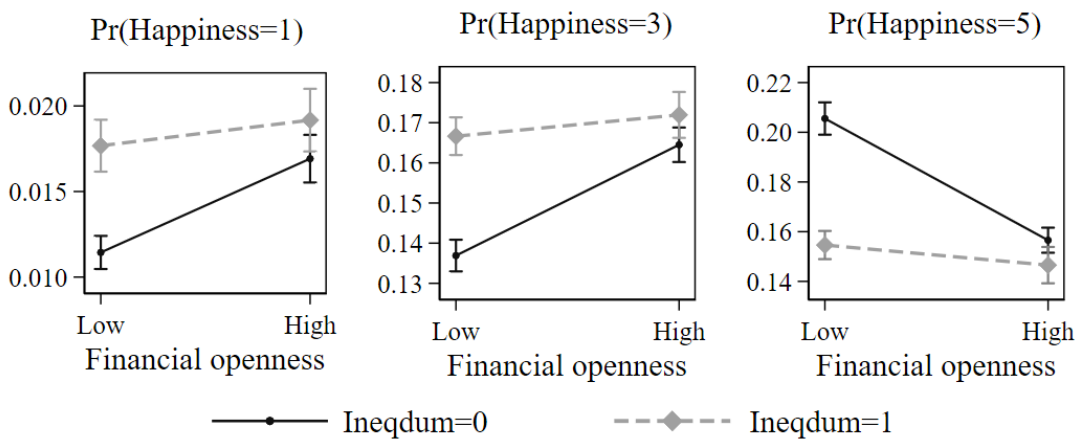 Pr(Happiness=1)
0.020
0.015
0.010
Low
High
Financial openness
Pr(Happiness=3)
0.18
0.17
0.16
0.15
0.14
0.13
Low
High
Financial openness
Pr(Happiness=5)
0.22
0.20
0.18
0.16
0.14
Low
High
Financial openness
Ineqdum=0
Ineqdum=1